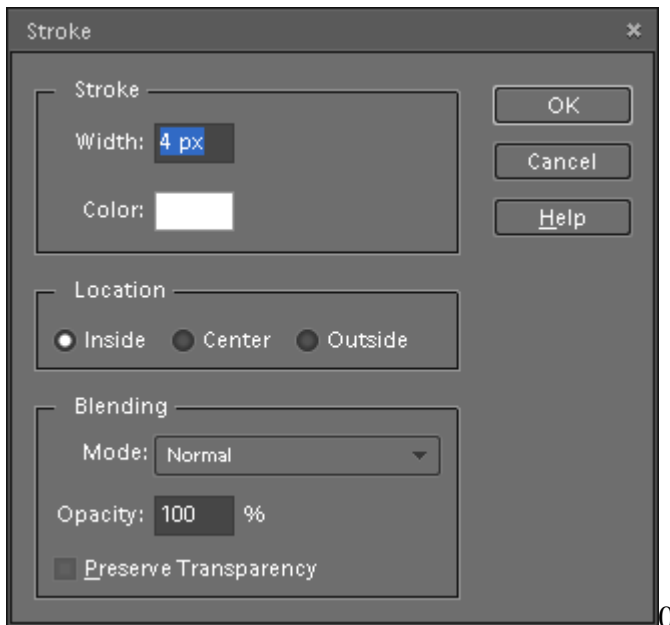 Stroke
Stroke
Width: 4 px
Color:
OK
Cancel
Help
Location
Inside Center Outside
Blending
Mode: Normal
Opacity: 100 %
Preserve Transparency